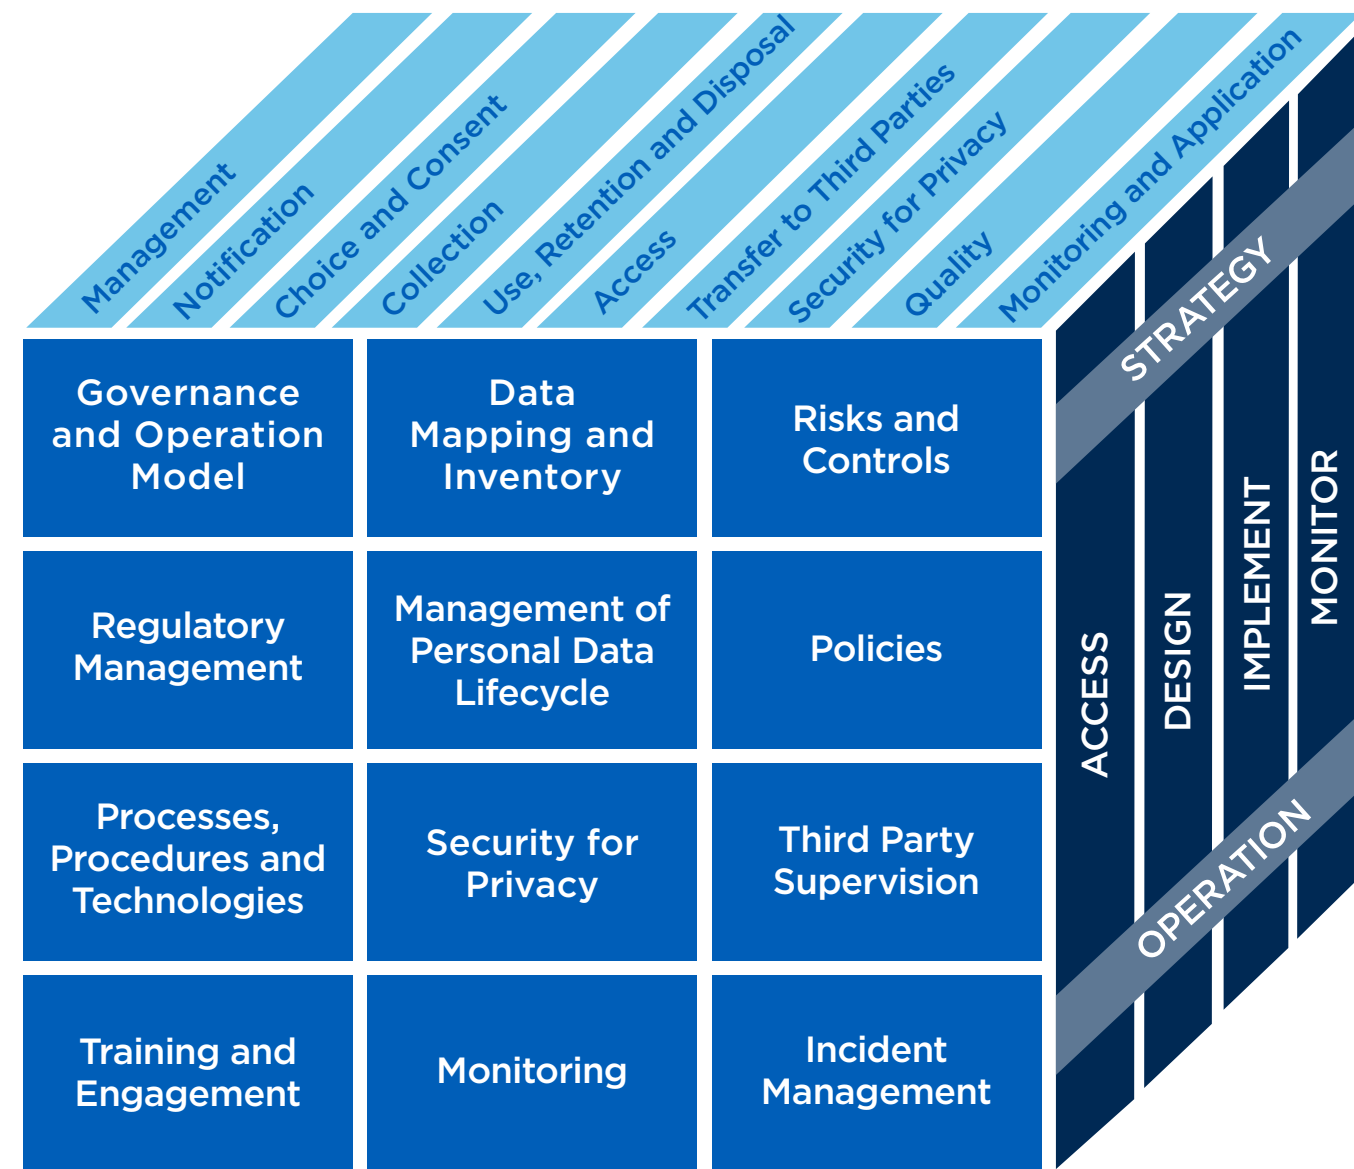 Management
Notification
Choice and Consent
Collection
Use, Retention and Disposal
Access
Transfer to Third Parties
Security for Privacy
Quality
Monitoring and Application
Governance
and Operation
Model
Data
Mapping and
Inventory
Risks and
Controls
Regulatory
Management
Management of
Personal Data
Lifecycle
Policies
Processes,
Procedures and
Technologies
Security for
Privacy
Third Party
Supervision
Training and
Engagement
Monitoring
Incident
Management
STRATEGY
ACCESS
DESIGN
IMPLEMENT
MONITOR
OPERATION